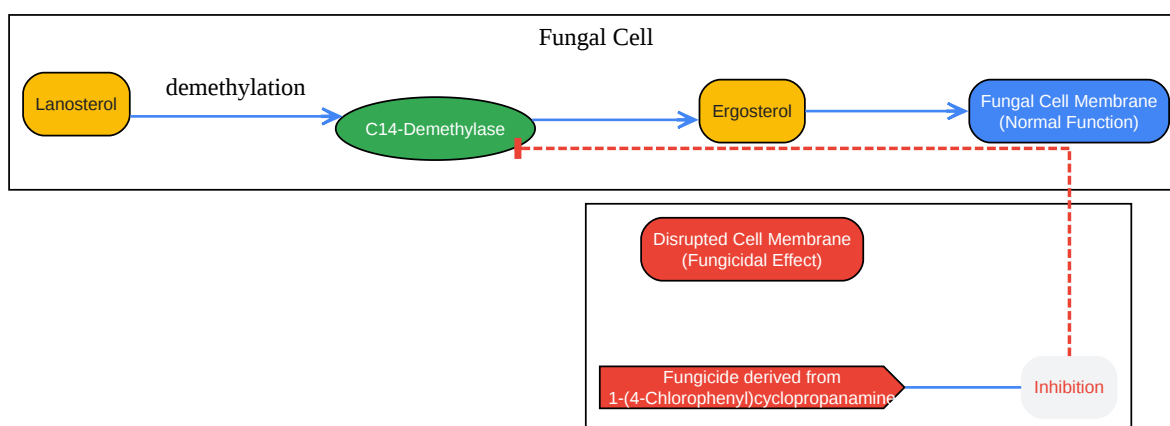 Fungal Cell
Lanosterol
demethylation
C14-Demethylase
Ergosterol
Fungal Cell Membrane
(Normal Function)
Disrupted Cell Membrane
(Fungicidal Effect)
Fungicide derived from
1-(4-Chlorophenyl)cyclopropanamine
Inhibition